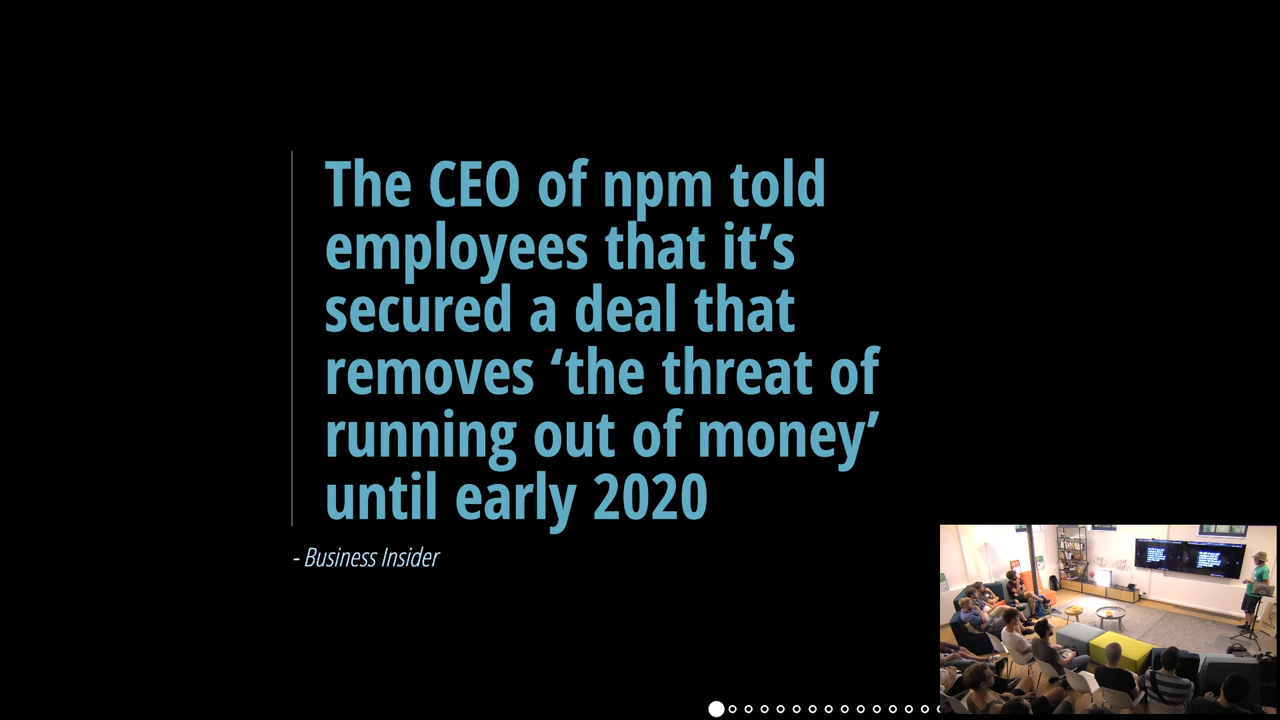 The CEO of npm told
employees that it’s
secured a deal that
removes ‘the threat of
running out of money’
until early 2020
- Business Insider